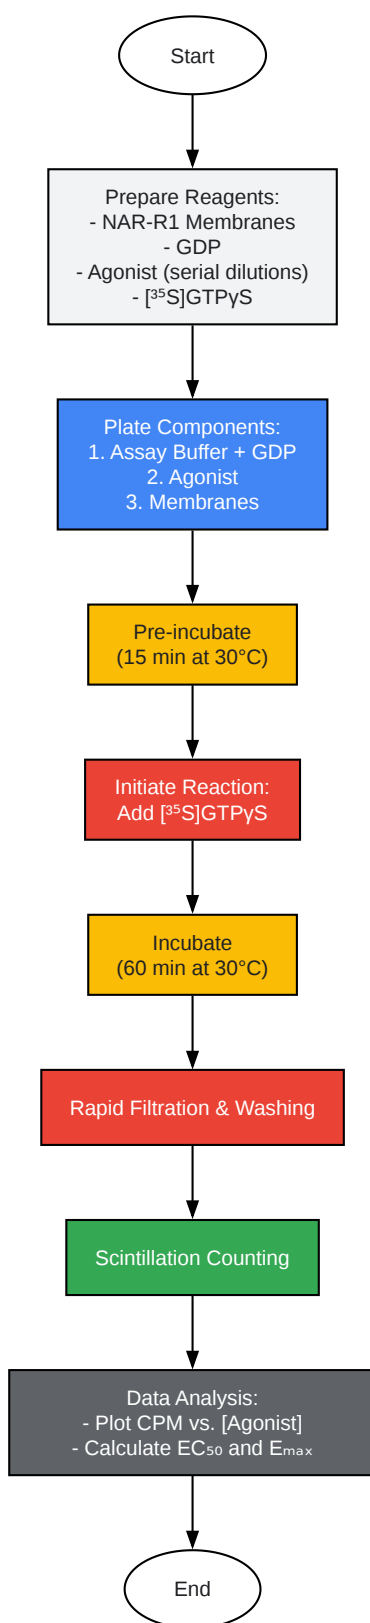 Start
Prepare Reagents:
- NAR-R1 Membranes
- GDP
- Agonist (serial dilutions)
- [³⁵S]GTPγS
Plate Components:
1. Assay Buffer + GDP
2. Agonist
3. Membranes
Pre-incubate
(15 min at 30°C)
Initiate Reaction:
Add [³⁵S]GTPγS
Incubate
(60 min at 30°C)
Rapid Filtration & Washing
Scintillation Counting
Data Analysis:
- Plot CPM vs. [Agonist]
- Calculate EC₅₀ and Eₘₐₓ
End